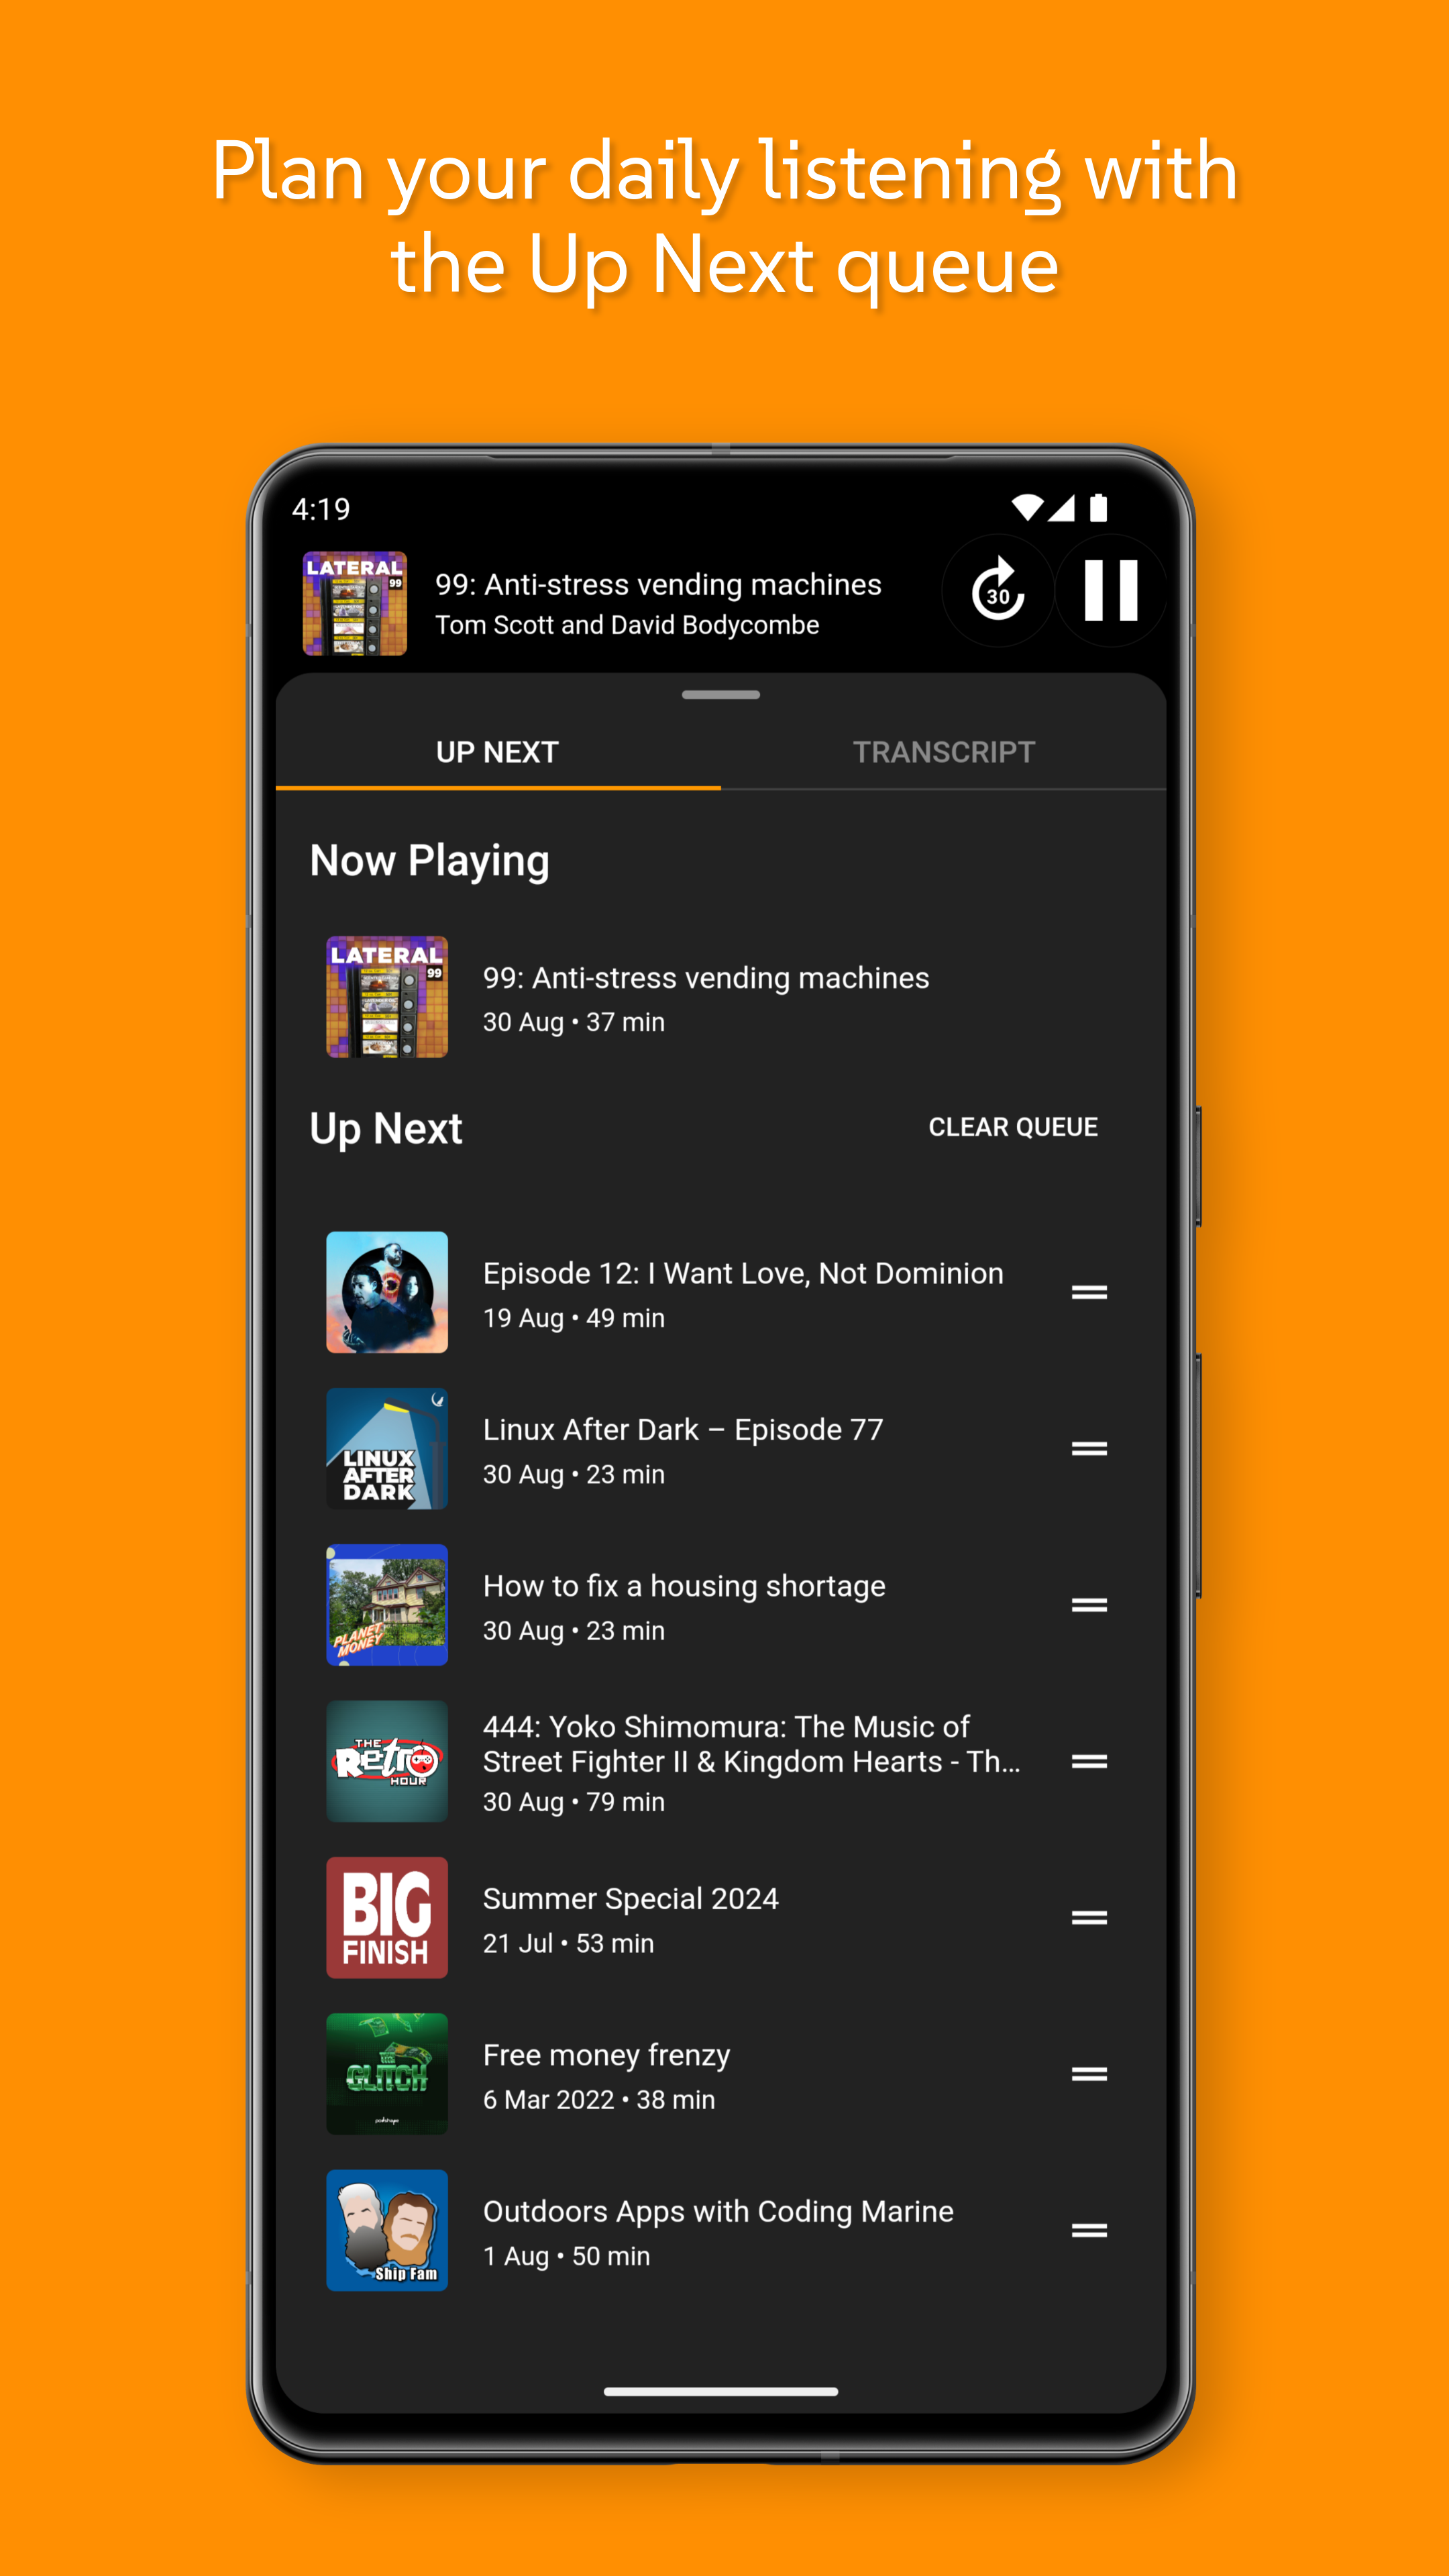 Plan your daily listening with
the Up Next queue
4:19
LATERAL
99
99: Anti-stress vending machines
Tom Scott and David Bodycombe
30
UP NEXT
TRANSCRIPT
Now Playing
LATERAL
99
99: Anti-stress vending machines
30 Aug • 37 min
Up Next
CLEAR QUEUE
Episode 12: I Want Love, Not Dominion
19 Aug • 49 min
LINUX
AFTER
DARK
Linux After Dark – Episode 77
30 Aug • 23 min
PLANET
MONEY
How to fix a housing shortage
30 Aug • 23 min
THE
RetrO
HOUR
444: Yoko Shimomura: The Music of
Street Fighter II & Kingdom Hearts - Th...
30 Aug • 79 min
BIG
FINISH
Summer Special 2024
21 Jul • 53 min
THE
GLITCH
Free money frenzy
6 Mar 2022 • 38 min
Ship Fam
Outdoors Apps with Coding Marine
1 Aug • 50 min